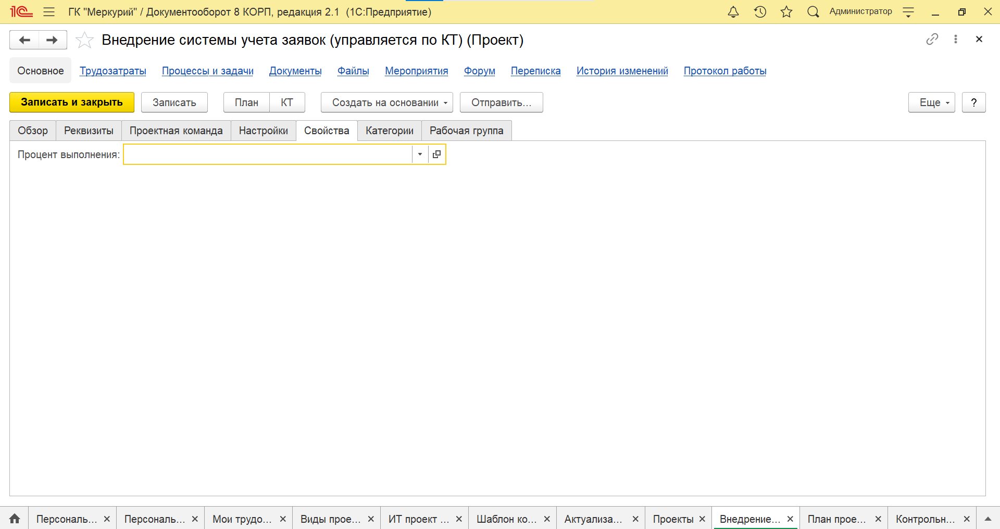 1С ГК "Меркурий" / Документооборот 8 КОРП, редакция 2.1 (1С:Предприятие) Администратор
Внедрение системы учета заявок (управляется по КТ) (Проект)
Основное Трудозатраты Процессы и задачи Документы Файлы Мероприятия Форум Переписка История изменений Протокол работы
Записать и закрыть Записать План КТ Создать на основании Отправить... Еще ?
Обзор Реквизиты Проектная команда Настройки Свойства Категории Рабочая группа
Процент выполнения:
Персональ... Персональ... Мои трудо... Виды прое... ИТ проект ... Шаблон ко... Актуализа... Проекты Внедрение... План прое... Контрольн...